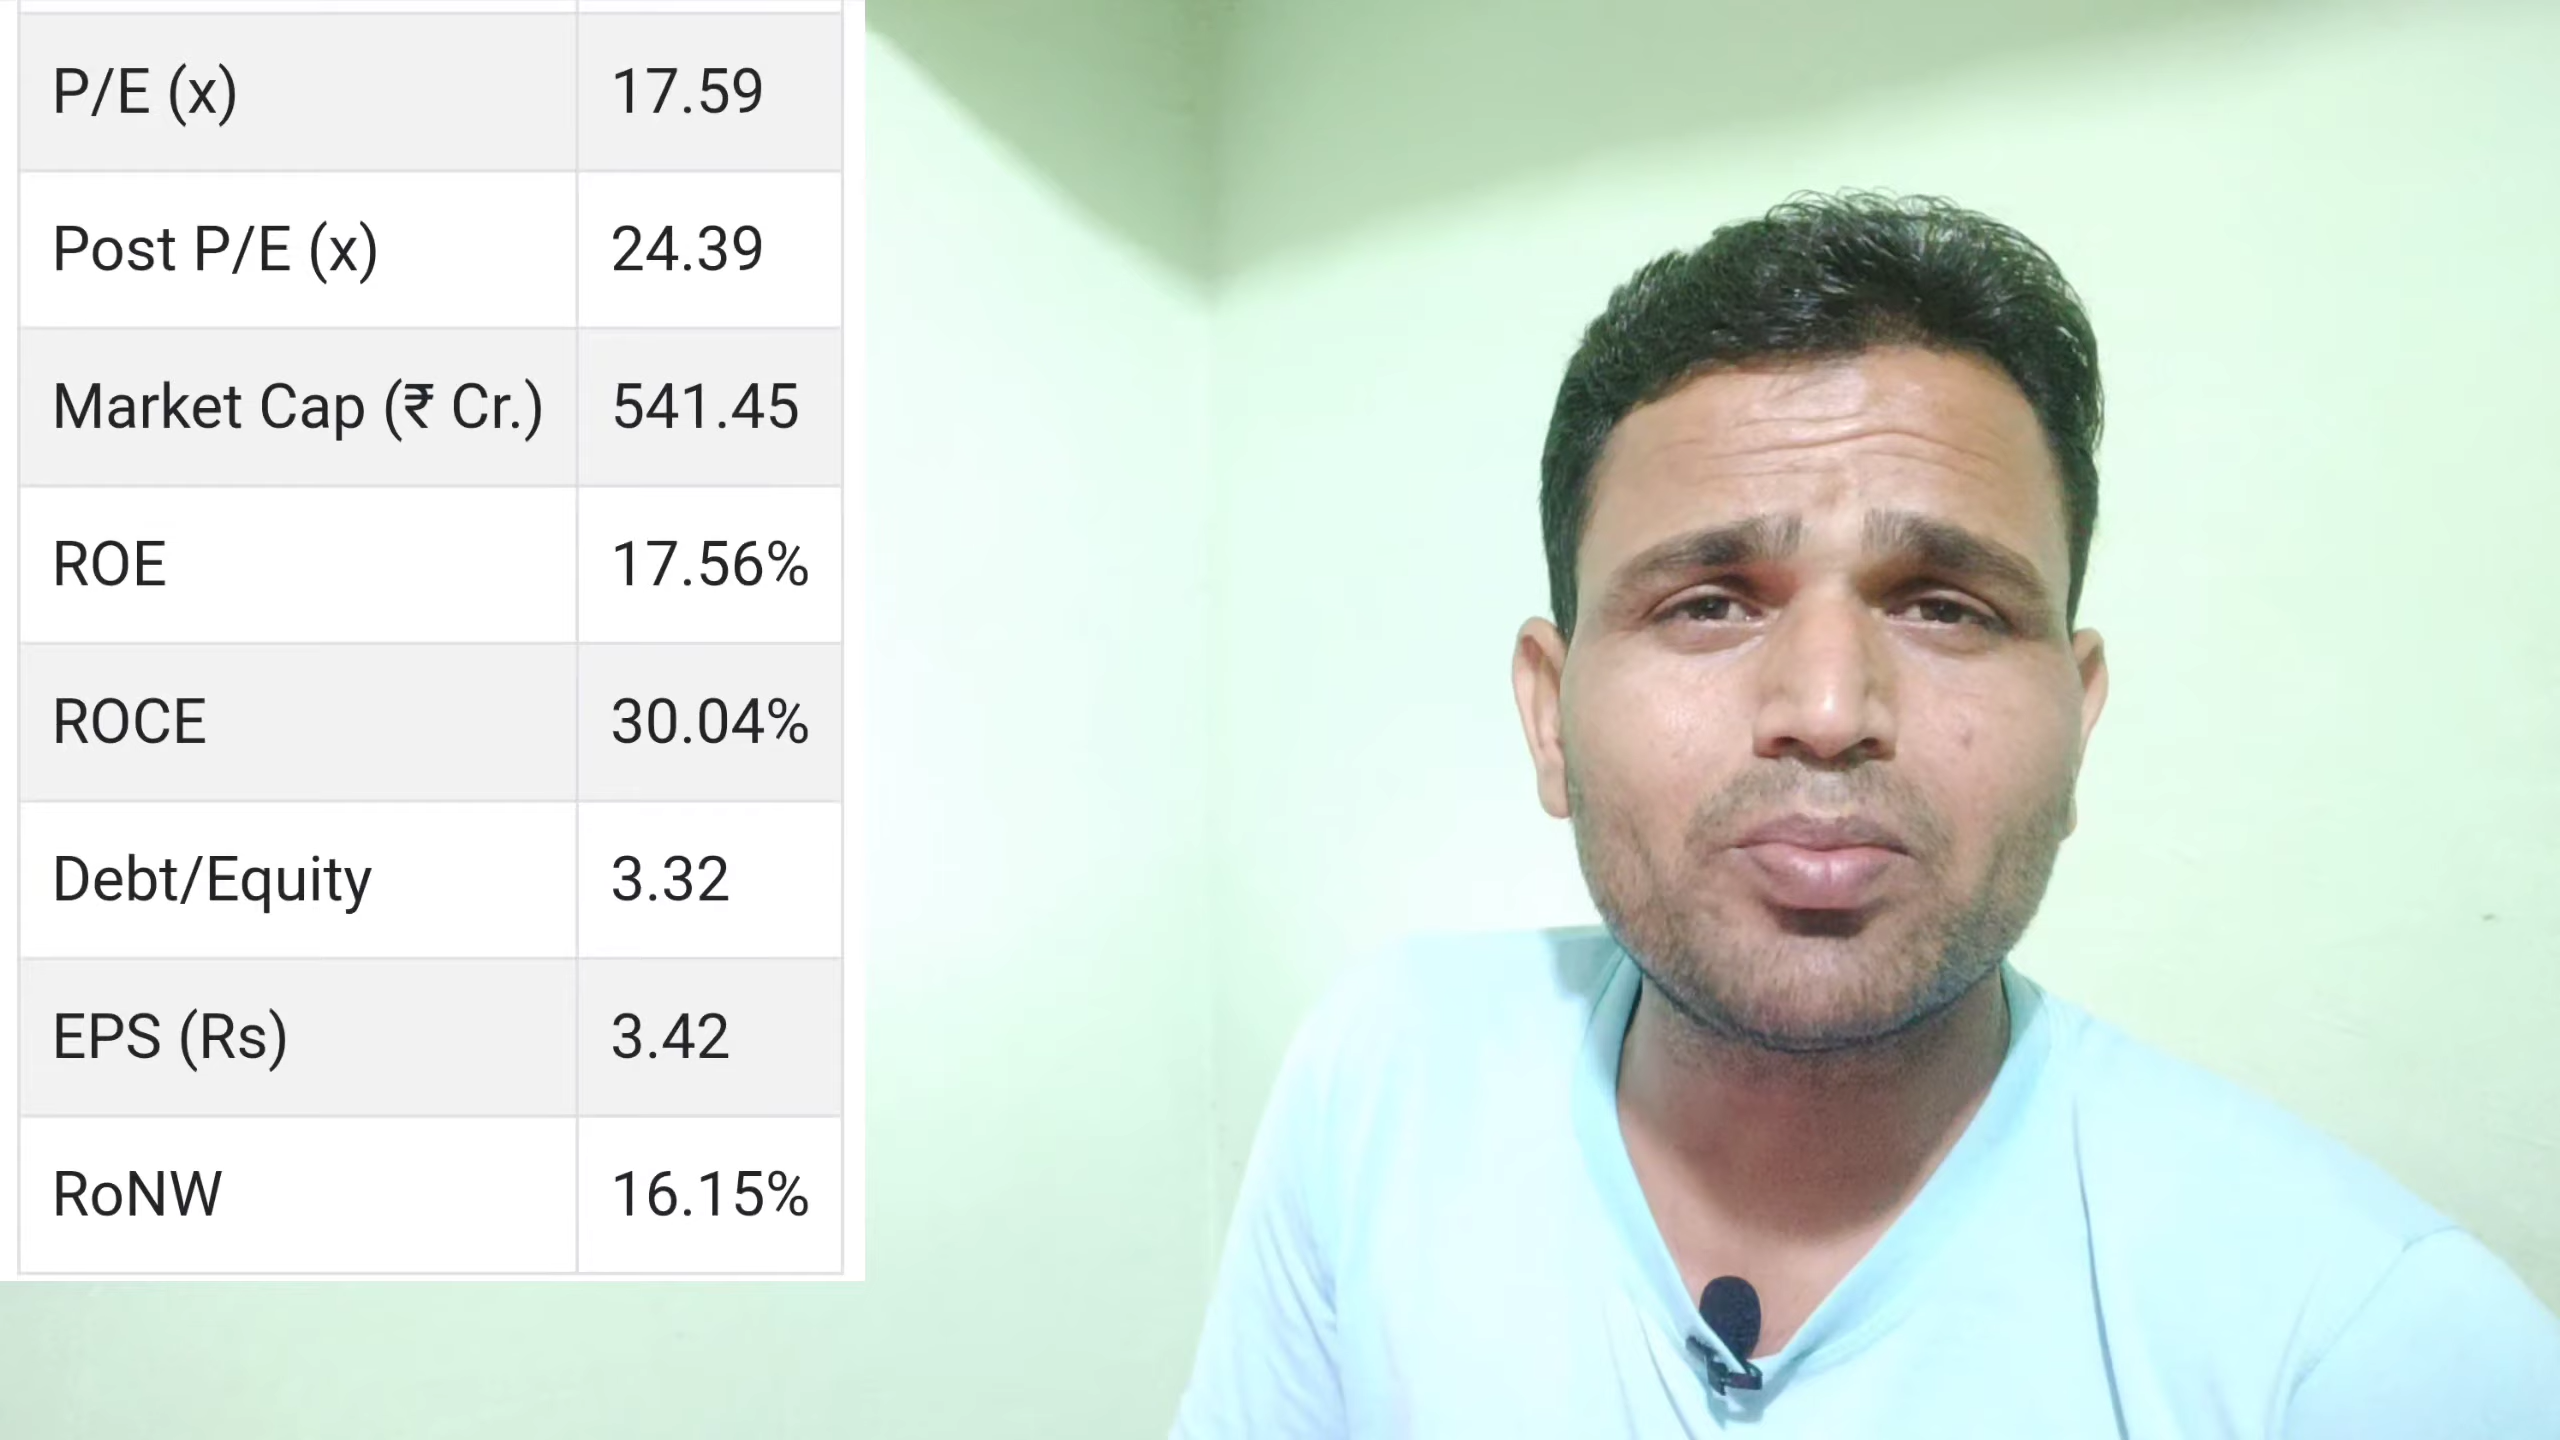 P/E (x) 17.59
Post P/E (x) 24.39
Market Cap (₹ Cr.) 541.45
ROE 17.56%
ROCE 30.04%
Debt/Equity 3.32
EPS (Rs) 3.42
RoNW 16.15%